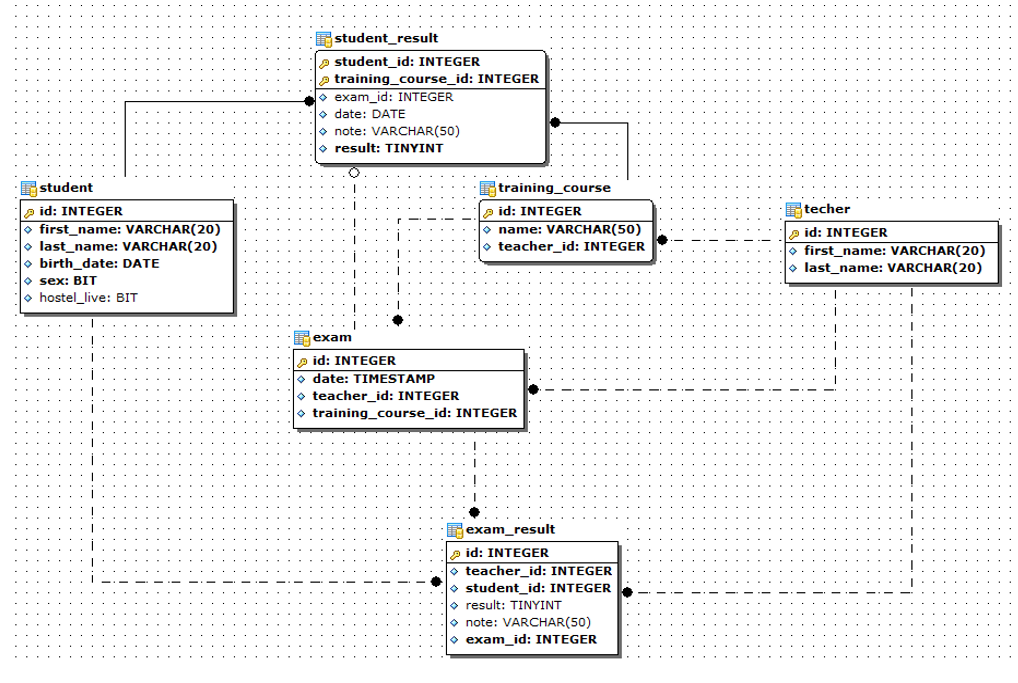 student_result
student_id: INTEGER
training_course_id: INTEGER
exam_id: INTEGER
date: DATE
note: VARCHAR(50)
result: TINYINT
student
id: INTEGER
first_name: VARCHAR(20)
last_name: VARCHAR(20)
birth_date: DATE
sex: BIT
hostel_live: BIT
training_course
id: INTEGER
name: VARCHAR(50)
teacher_id: INTEGER
techer
id: INTEGER
first_name: VARCHAR(20)
last_name: VARCHAR(20)
exam
id: INTEGER
date: TIMESTAMP
teacher_id: INTEGER
training_course_id: INTEGER
exam_result
id: INTEGER
teacher_id: INTEGER
student_id: INTEGER
result: TINYINT
note: VARCHAR(50)
exam_id: INTEGER